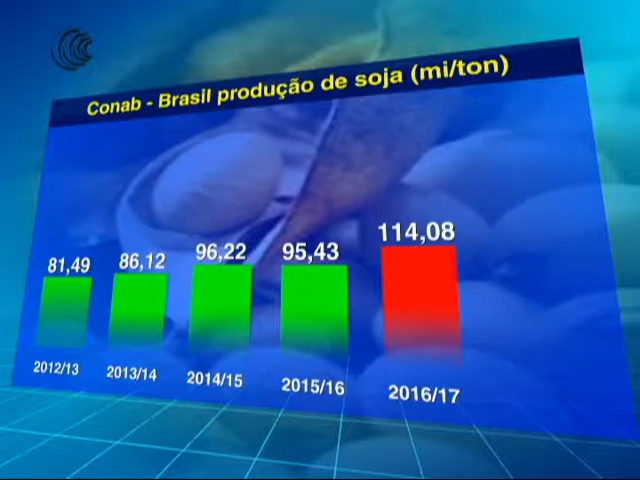 Conab - Brasil produção de soja (mi/ton)
81,49 86,12 96,22 95,43 114,08
2012/13 2013/14 2014/15 2015/16 2016/17